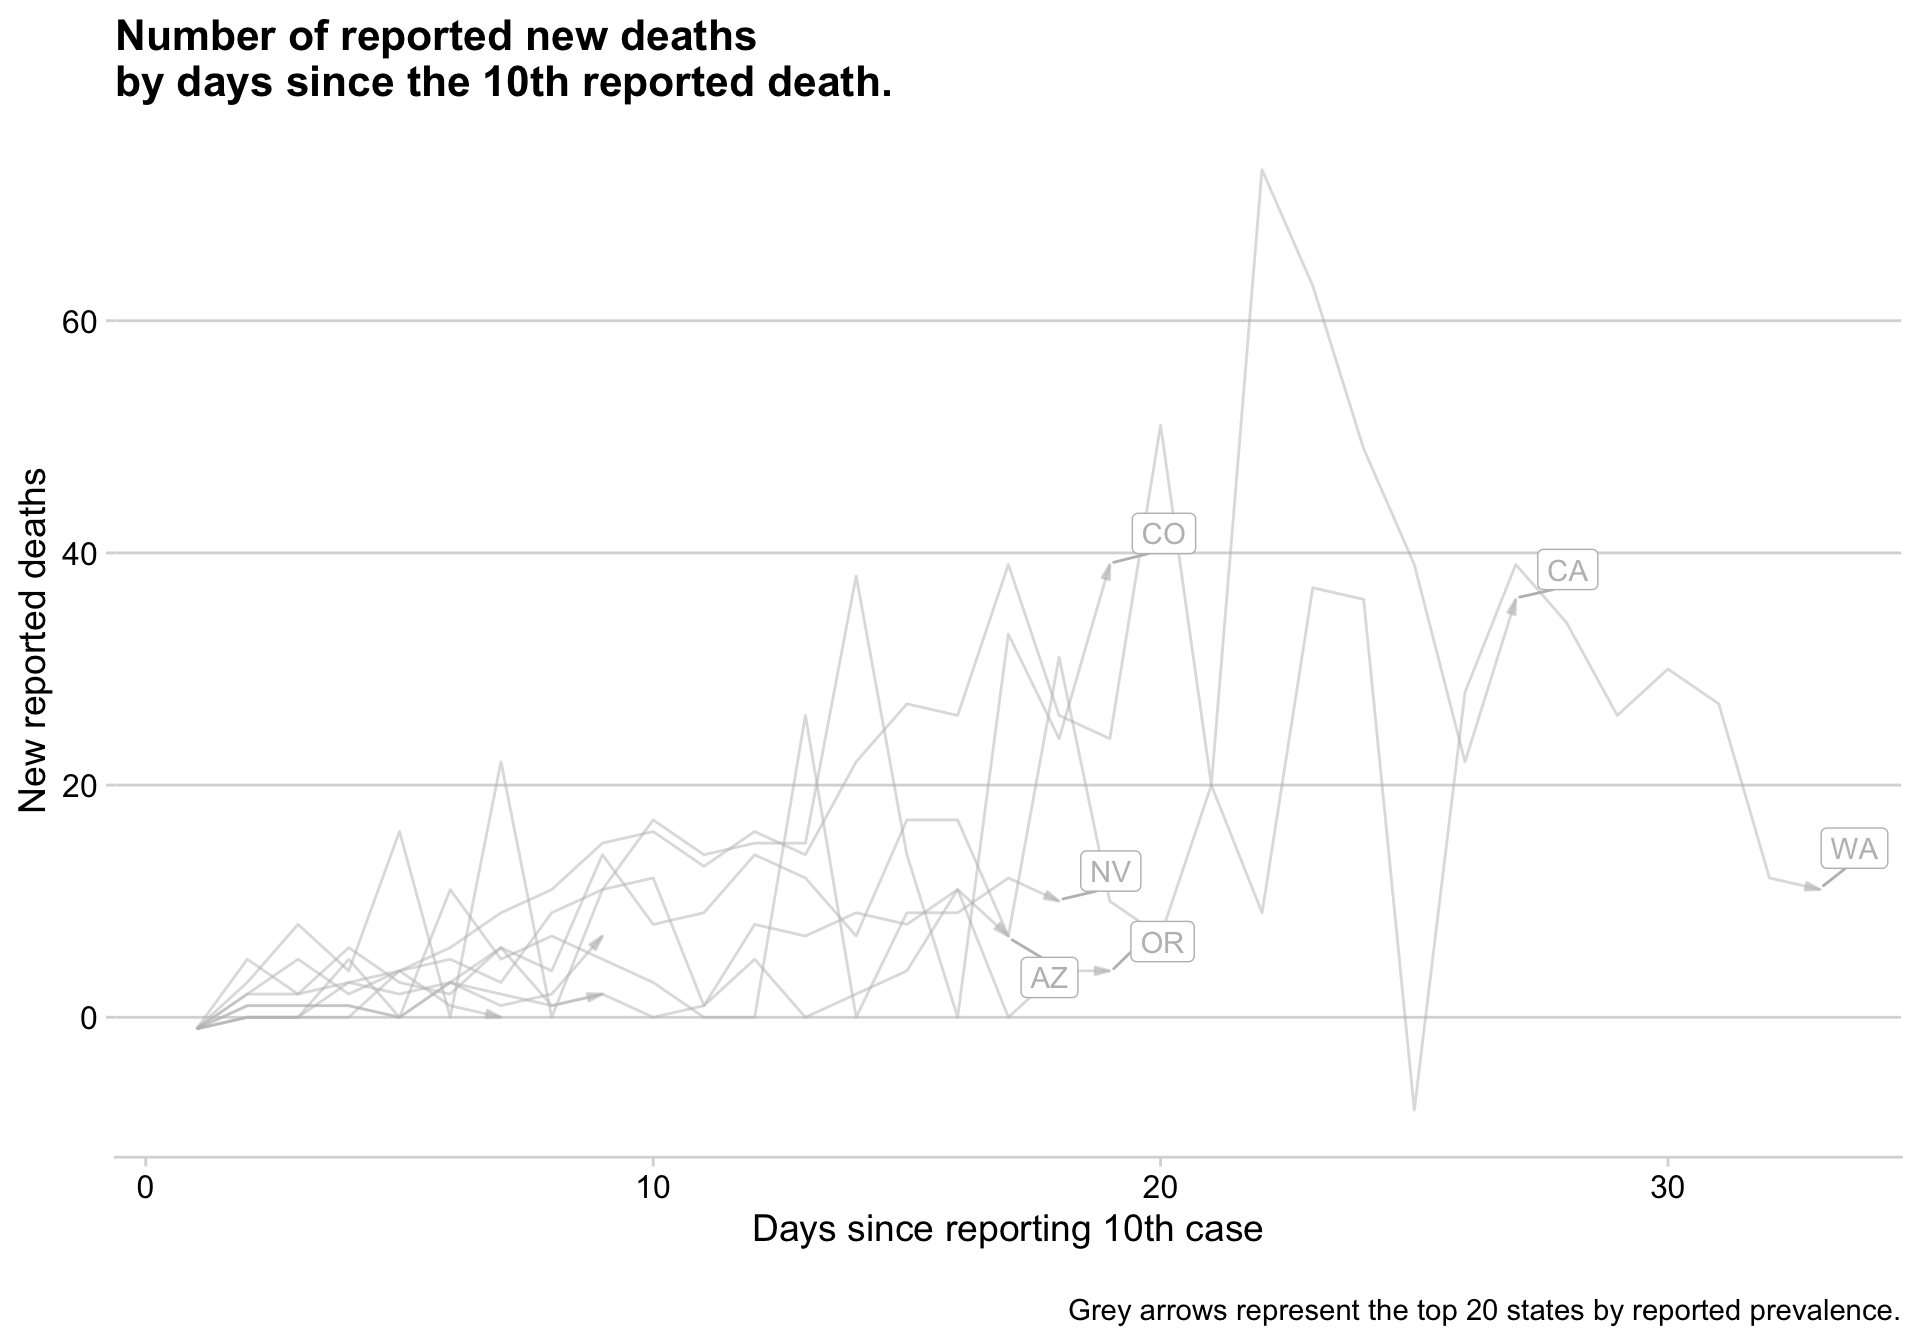 Number of reported new deaths
by days since the 10th reported death.
New reported deaths
60
40
20
0
CO
CA
WA
NV
OR
AZ
0 10 20 30
Days since reporting 10th case
Grey arrows represent the top 20 states by reported prevalence.